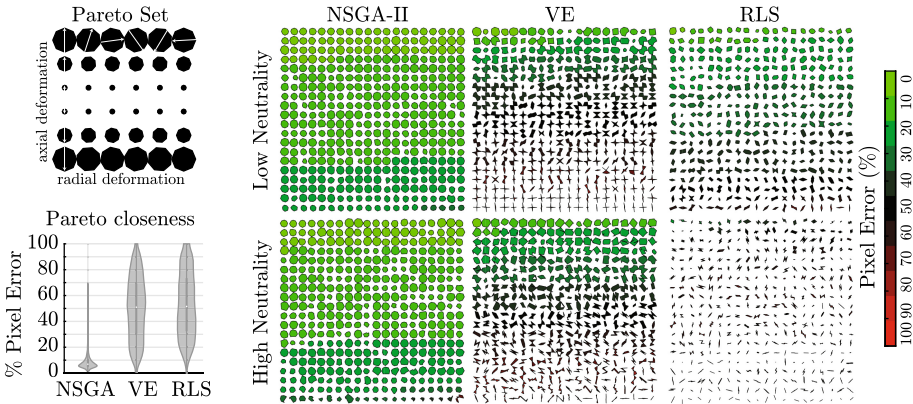 Pareto Set
axial deformation
radial deformation
Pareto closeness
% Pixel Error
100
80
60
40
20
0
NSGA VE RLS
NSGA-II VE RLS
Low Neutrality
High Neutrality
Pixel Error (%)
0
10
20
30
40
50
60
70
80
90
100